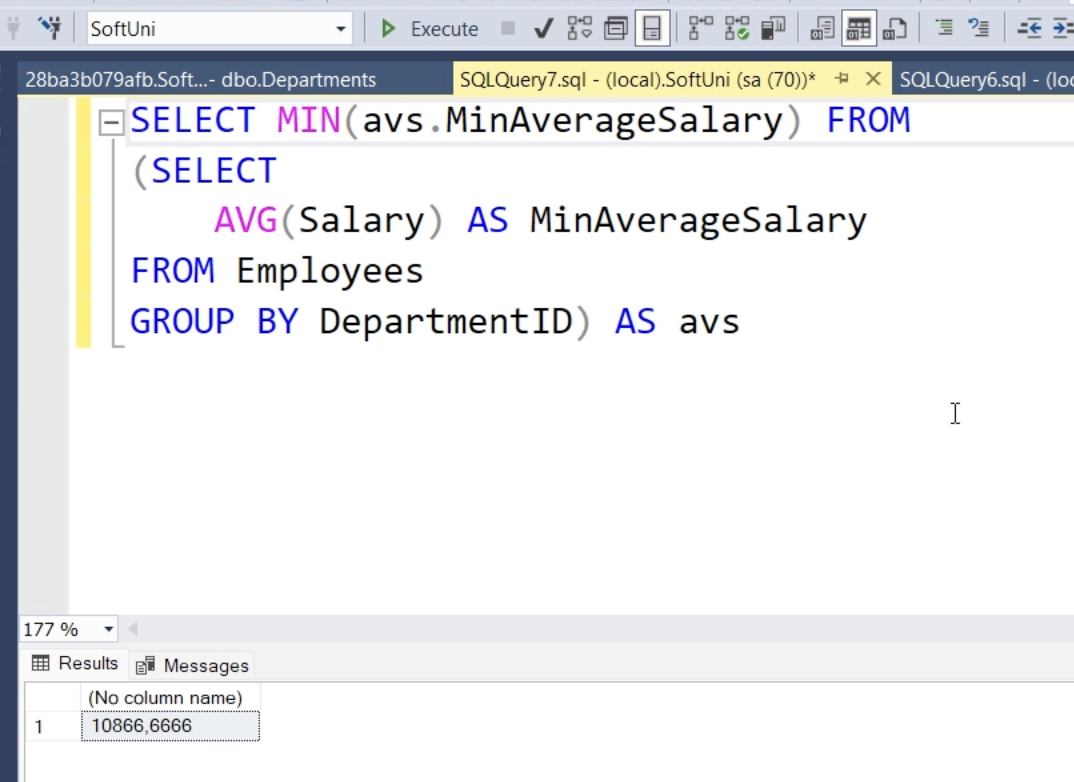 SoftUni Execute
28ba3b079afb.Soft...- dbo.Departments SQLQuery7.sql - (local).SoftUni (sa (70))* SQLQuery6.sql - (loc
SELECT MIN(avs.MinAverageSalary) FROM
(SELECT
AVG(Salary) AS MinAverageSalary
FROM Employees
GROUP BY DepartmentID) AS avs
177 %
Results Messages
(No column name)
1 10866,6666